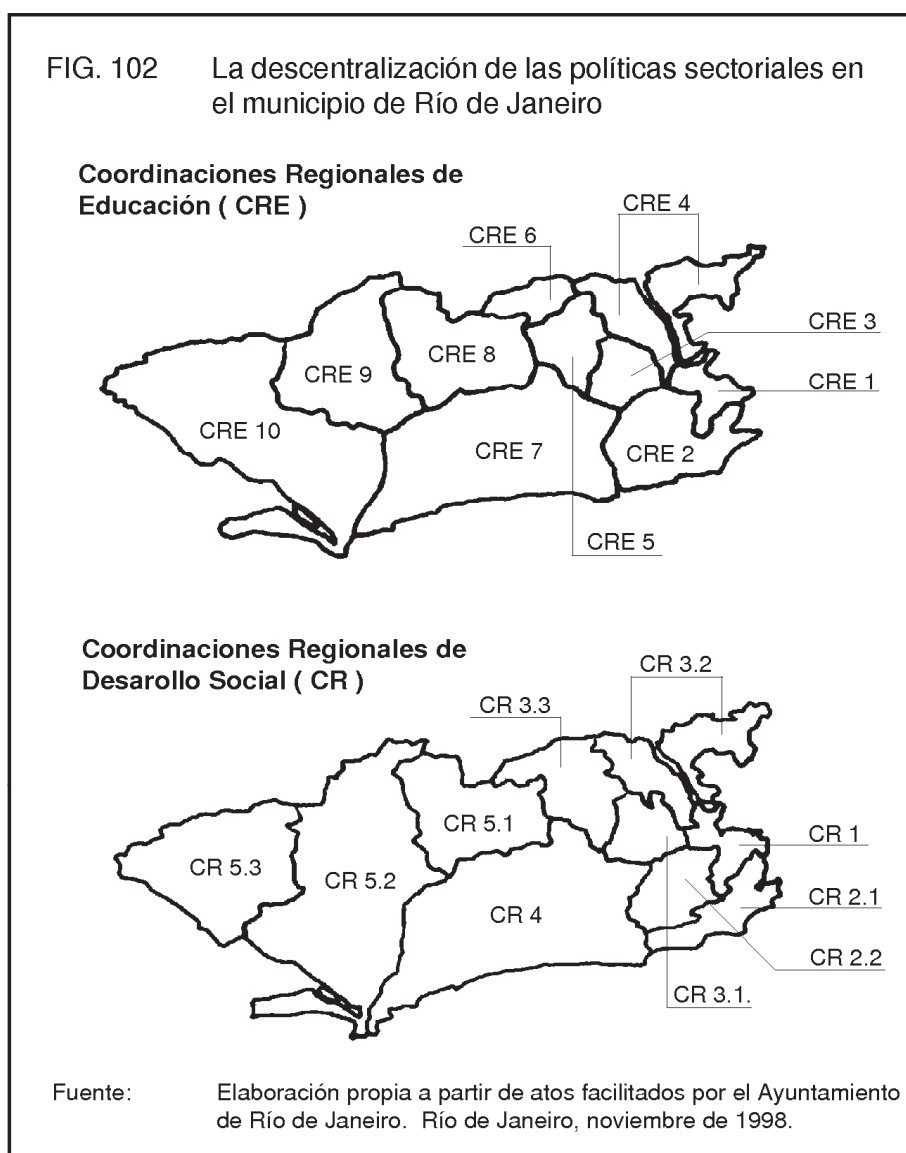 FIG. 102 La descentralización de las políticas sectoriales en
el municipio de Río de Janeiro
Coordinaciones Regionales de
Educación ( CRE )
CRE 4
CRE 6
CRE 3
CRE 8
CRE 9
CRE 1
CRE 10
CRE 7
CRE 2
CRE 5
Coordinaciones Regionales de
Desarollo Social ( CR )
CR 3.2
CR 3.3
CR 5.1
CR 1
CR 5.3
CR 5.2
CR 2.1
CR 4
CR 2.2
CR 3.1.
Fuente: Elaboración propia a partir de atos facilitados por el Ayuntamiento
de Río de Janeiro. Río de Janeiro, noviembre de 1998.